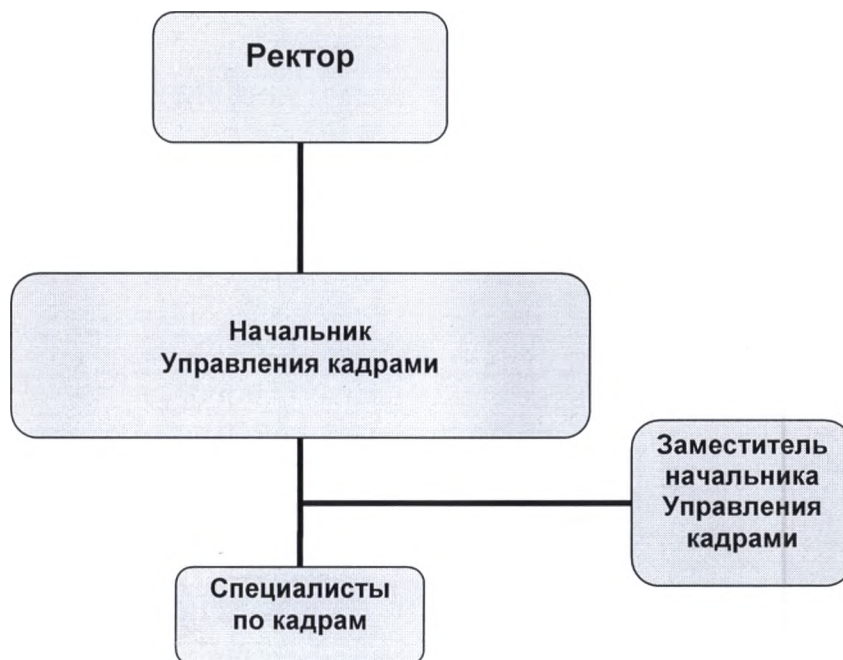 Ректор
Начальник
Управления кадрами
Заместитель
начальника
Управления
кадрами
Специалисты
по кадрам